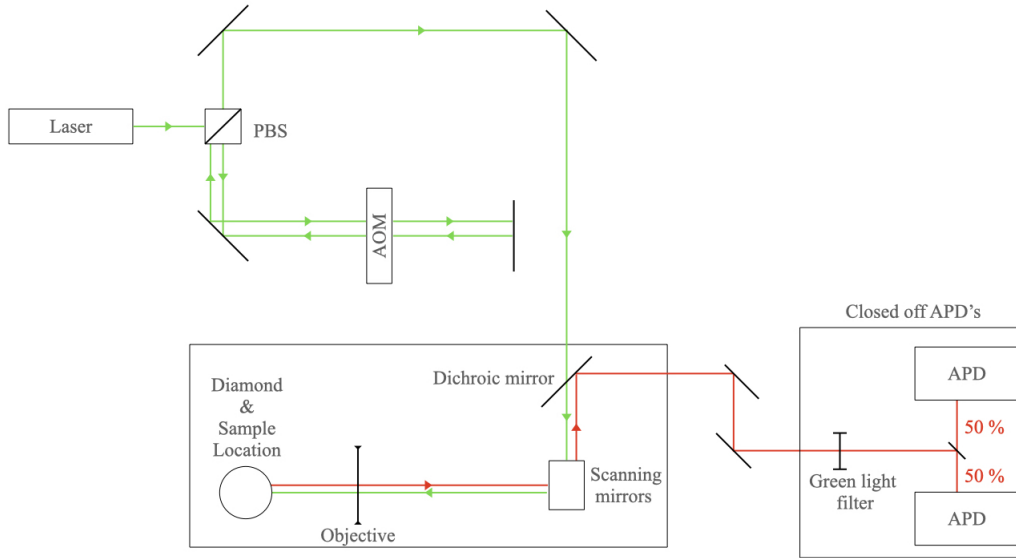 Laser
PBS
AOM
Closed off APD's
Dichroic mirror
APD
Diamond
&
Sample
Location
50 %
50 %
Scanning
mirrors
Green light
filter
APD
Objective